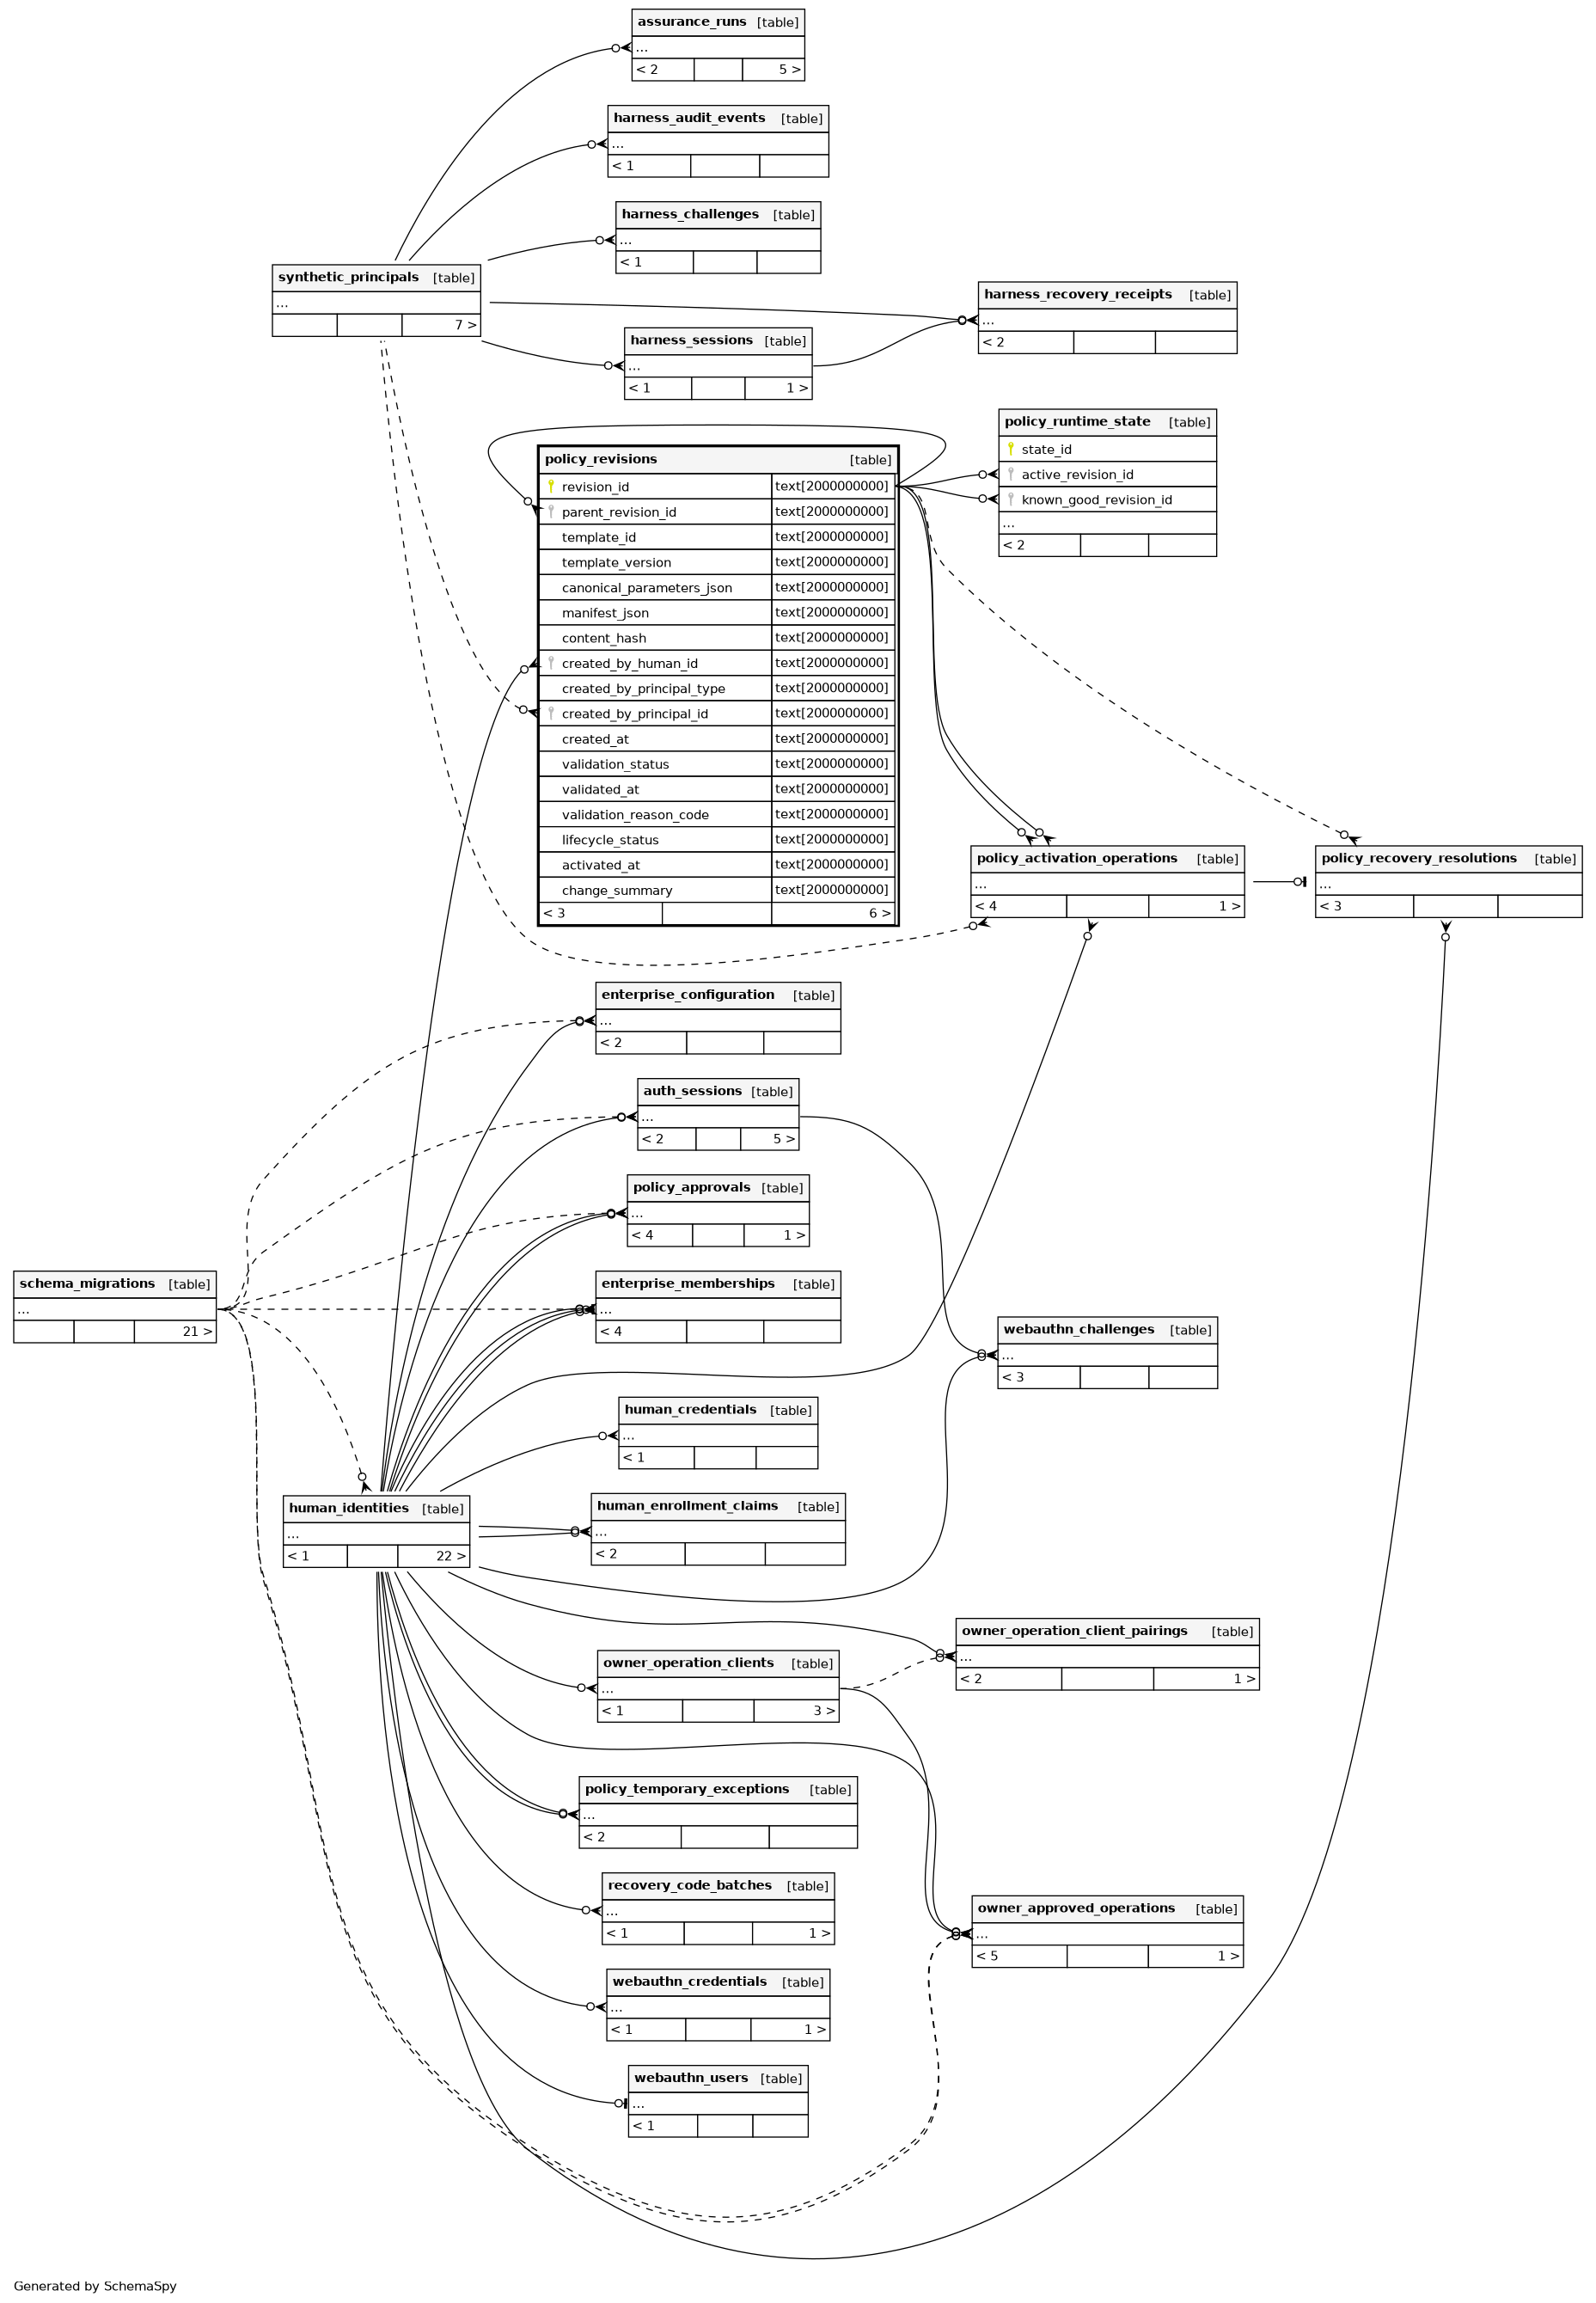 assurance_runs [table]
...
< 2 5 >
harness_audit_events [table]
...
< 1
harness_challenges [table]
...
< 1
synthetic_principals [table]
...
7 >
harness_recovery_receipts [table]
...
< 2
harness_sessions [table]
...
< 1 1 >
policy_runtime_state [table]
state_id
active_revision_id
known_good_revision_id
...
< 2
policy_revisions [table]
revision_id text[2000000000]
parent_revision_id text[2000000000]
template_id text[2000000000]
template_version text[2000000000]
canonical_parameters_json text[2000000000]
manifest_json text[2000000000]
content_hash text[2000000000]
created_by_human_id text[2000000000]
created_by_principal_type text[2000000000]
created_by_principal_id text[2000000000]
created_at text[2000000000]
validation_status text[2000000000]
validated_at text[2000000000]
validation_reason_code text[2000000000]
lifecycle_status text[2000000000]
activated_at text[2000000000]
change_summary text[2000000000]
< 3 6 >
policy_activation_operations [table]
...
< 4 1 >
policy_recovery_resolutions [table]
...
< 3
enterprise_configuration [table]
...
< 2
auth_sessions [table]
...
< 2 5 >
policy_approvals [table]
...
< 4 1 >
schema_migrations [table]
...
21 >
enterprise_memberships [table]
...
< 4
webauthn_challenges [table]
...
< 3
human_credentials [table]
...
< 1
human_identities [table]
...
< 1 22 >
human_enrollment_claims [table]
...
< 2
owner_operation_client_pairings [table]
...
< 2 1 >
owner_operation_clients [table]
...
< 1 3 >
policy_temporary_exceptions [table]
...
< 2
recovery_code_batches [table]
...
< 1 1 >
owner_approved_operations [table]
...
< 5 1 >
webauthn_credentials [table]
...
< 1 1 >
webauthn_users [table]
...
< 1
Generated by SchemaSpy